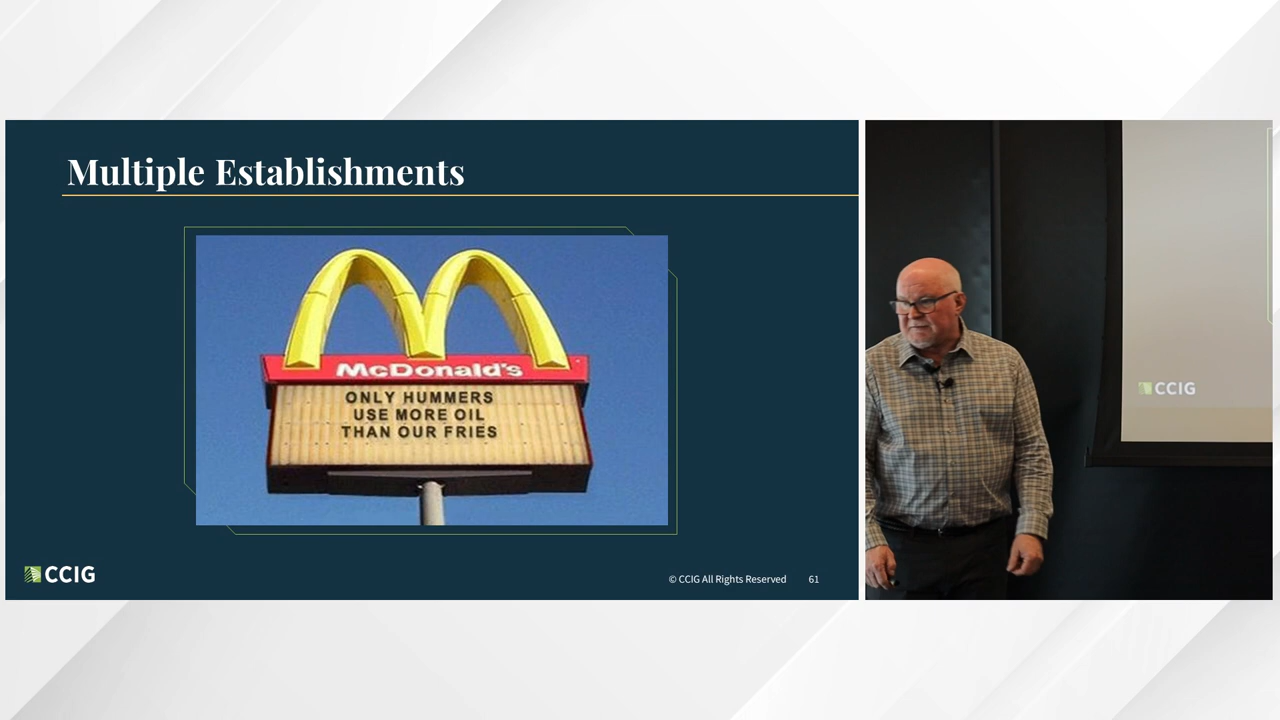 Multiple Establishments
McDonald's
ONLY HUMMERS
USE MORE OIL
THAN OUR FRIES
CCIG
© CCIG All Rights Reserved 61
CCIG